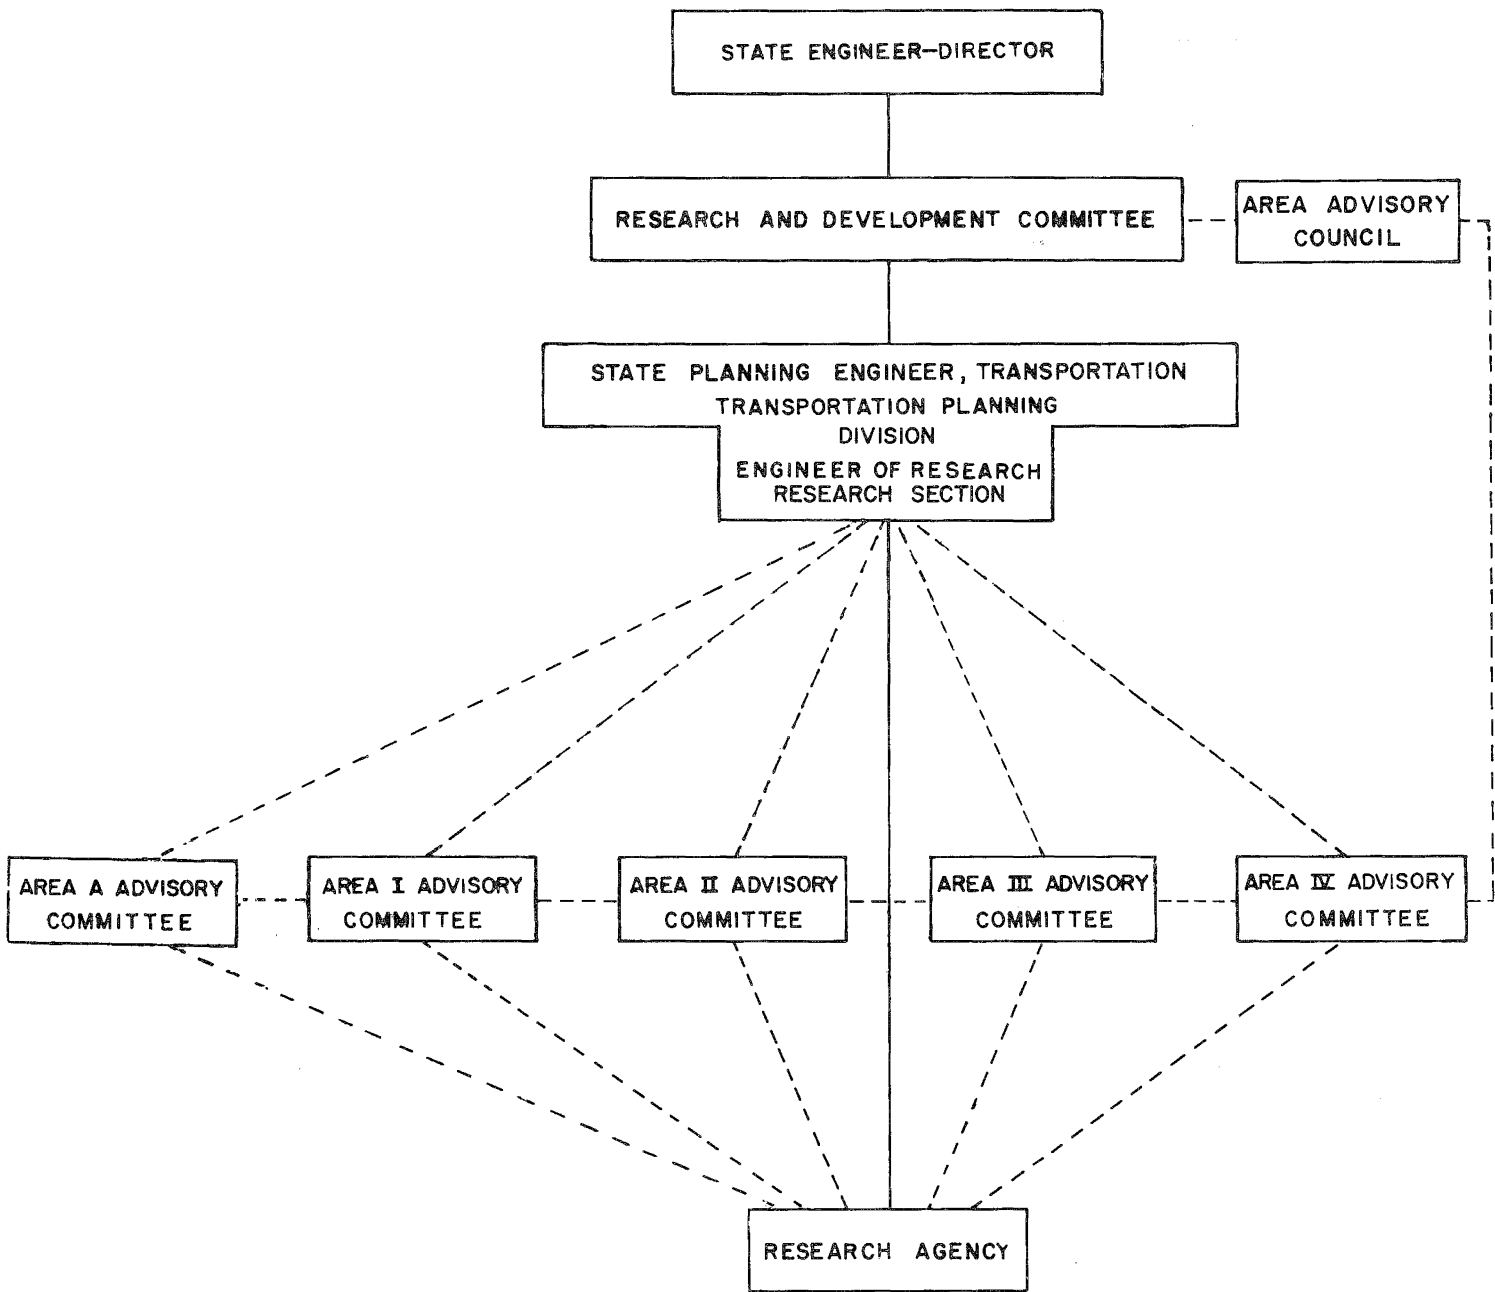 STATE ENGINEER—DIRECTOR
RESEARCH AND DEVELOPMENT COMMITTEE
AREA ADVISORY
COUNCIL
STATE PLANNING ENGINEER, TRANSPORTATION
TRANSPORTATION PLANNING
DIVISION
ENGINEER OF RESEARCH
RESEARCH SECTION
AREA A ADVISORY
COMMITTEE
AREA I ADVISORY
COMMITTEE
AREA II ADVISORY
COMMITTEE
AREA III ADVISORY
COMMITTEE
AREA IV ADVISORY
COMMITTEE
RESEARCH AGENCY